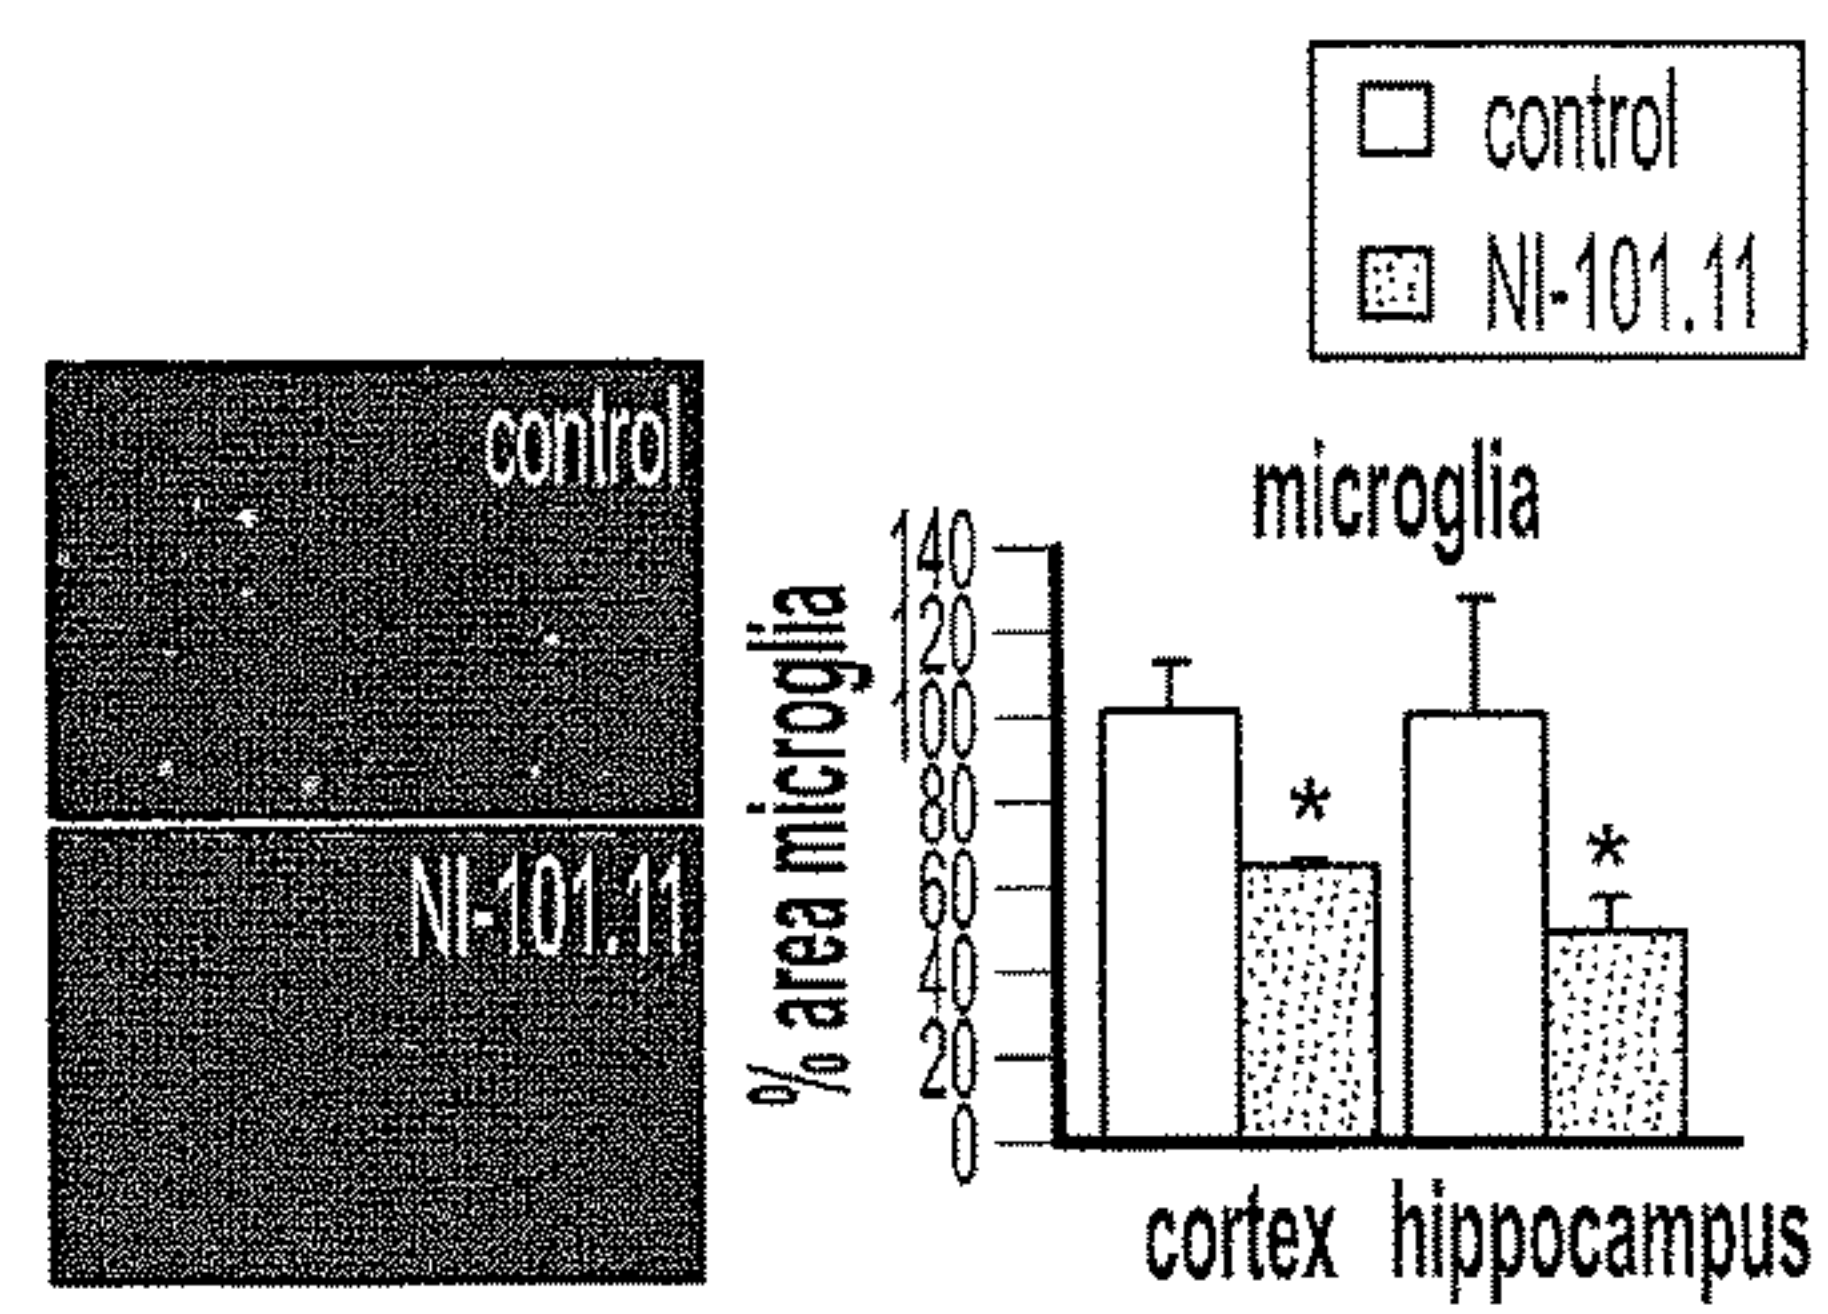 control
NI-101.11
control
NI-101.11
microglia
% area microglia
140
120
100
80
60
40
20
0
*
*
cortex hippocampus